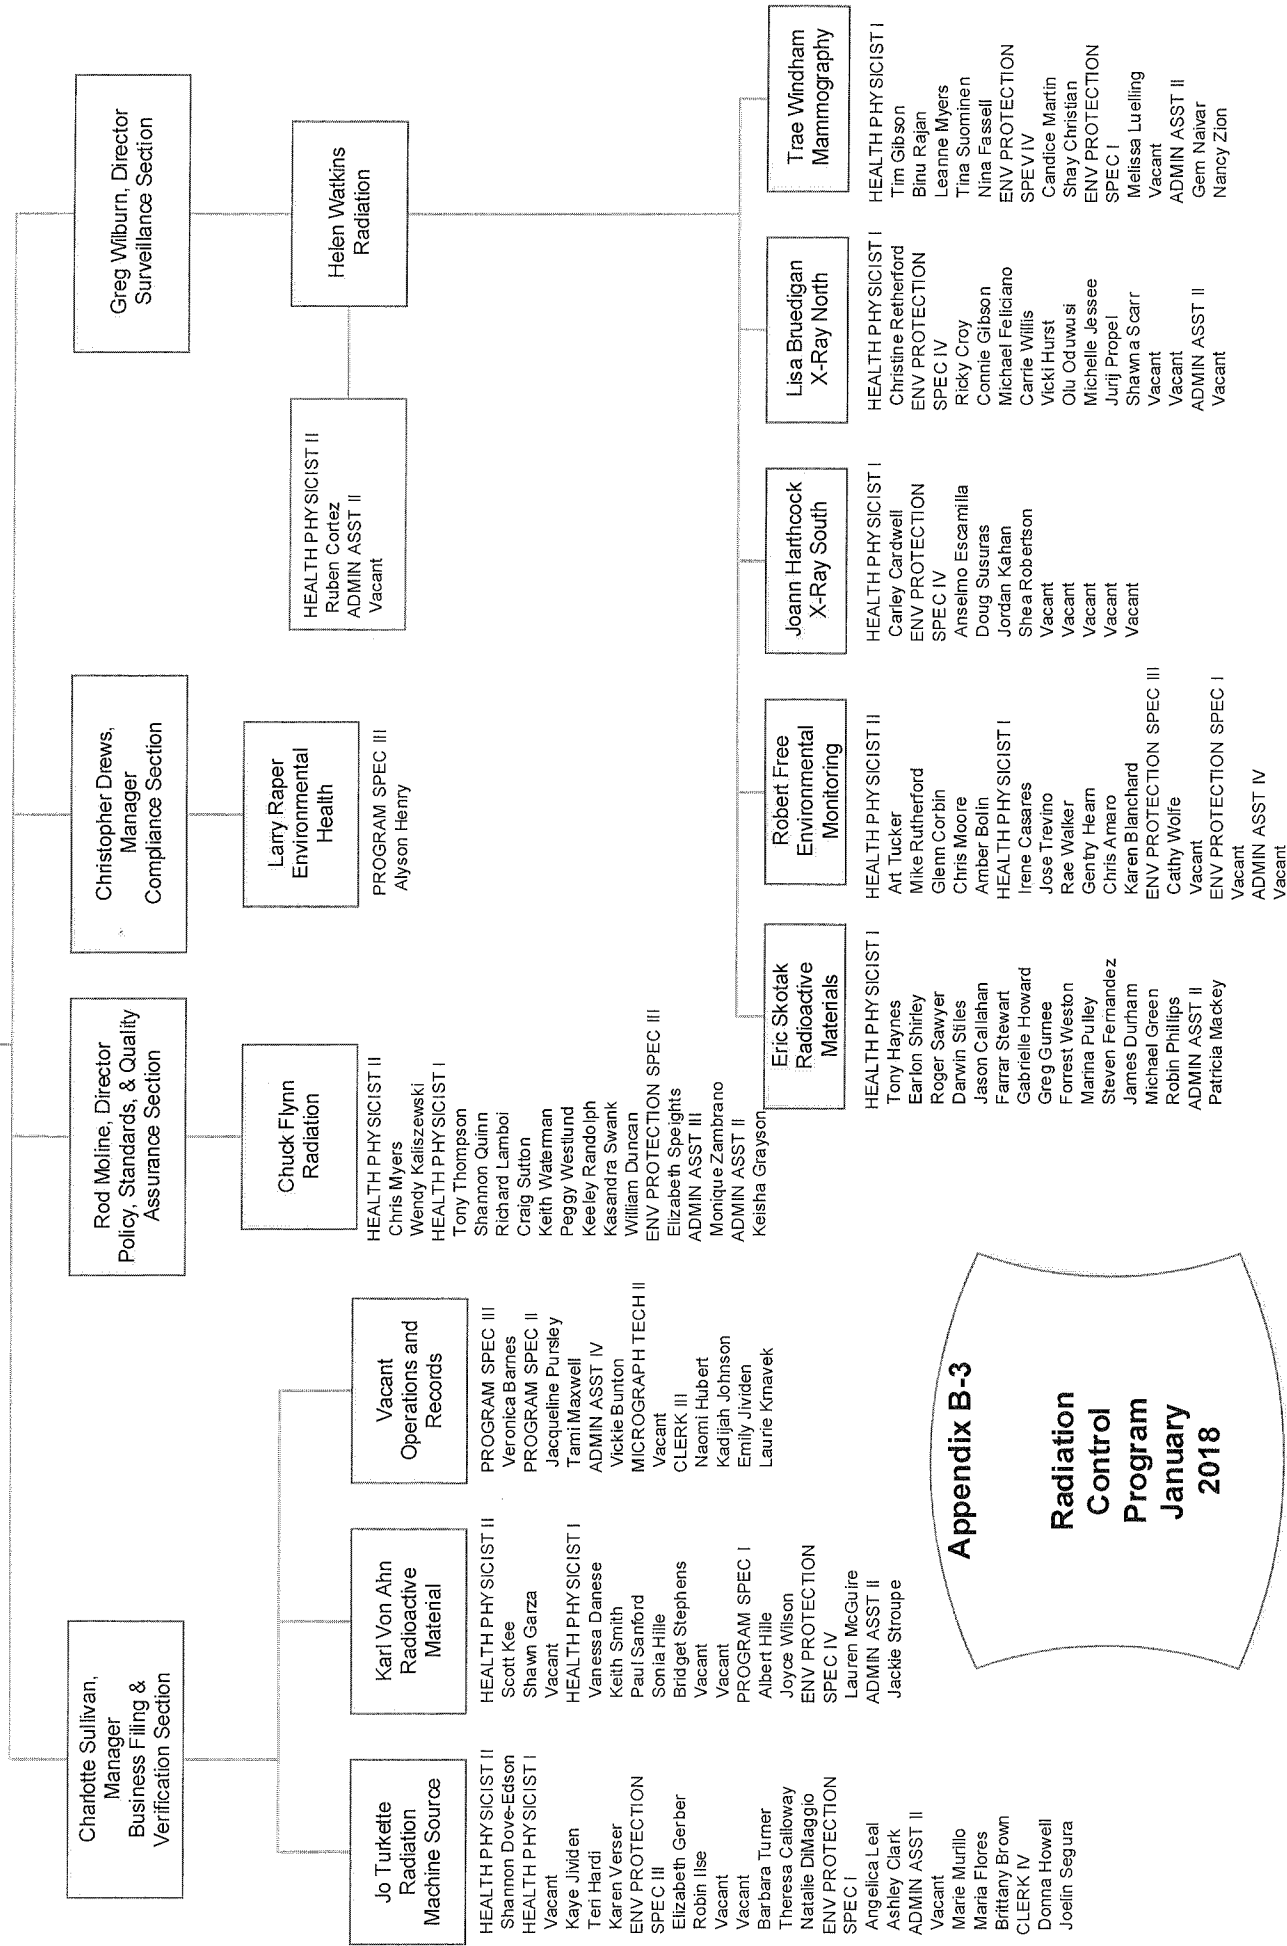 Charlotte Sullivan,
Manager
Business Filing &
Verification Section
Rod Moline, Director
Policy, Standards, & Quality
Assurance Section
Christopher Drews,
Manager
Compliance Section
Greg Wilburn, Director
Surveillance Section
Jo Turkette
Radiation
Machine Source
HEALTH PHYSICIST II
Shannon Dove-Edson
HEALTH PHYSICIST I
Vacant
Kaye Jividen
Teri Hardi
Karen Verser
ENV PROTECTION
SPEC III
Elizabeth Gerber
Robin Ilse
Vacant
Vacant
Barbara Turner
Theresa Calloway
Natalie DiMaggio
ENV PROTECTION
SPEC I
Angelica Leal
Ashley Clark
ADMIN ASST II
Vacant
Marie Murillo
Maria Flores
Brittany Brown
CLERK IV
Donna Howell
Joelin Segura
Karl Von Ahn
Radioactive
Material
HEALTH PHYSICIST II
Scott Kee
Shawn Garza
Vacant
HEALTH PHYSICIST I
Vanessa Danese
Keith Smith
Paul Sanford
Sonia Hille
Bridget Stephens
Vacant
Vacant
PROGRAM SPEC I
Albert Hille
Joyce Wilson
ENV PROTECTION
SPEC IV
Lauren McGuire
ADMIN ASST II
Jackie Stroupe
Vacant
Operations and
Records
PROGRAM SPEC III
Veronica Barnes
PROGRAM SPEC II
Jacqueline Pursley
Tami Maxwell
ADMIN ASST IV
Vickie Bunton
MICROGRAPH TECH II
Vacant
CLERK III
Naomi Hubert
Kadijah Johnson
Emily Jividen
Laurie Krnavek
Chuck Flynn
Radiation
HEALTH PHYSICIST II
Chris Myers
Wendy Kaliszewski
HEALTH PHYSICIST I
Tony Thompson
Shannon Quinn
Richard Lamboi
Craig Sutton
Keith Waterman
Peggy Westlund
Keeley Randolph
Kasandra Swank
William Duncan
ENV PROTECTION SPEC III
Elizabeth Speights
ADMIN ASST III
Monique Zambrano
ADMIN ASST II
Keisha Grayson
Larry Raper
Environmental
Health
PROGRAM SPEC III
Alyson Henry
Helen Watkins
Radiation
HEALTH PHYSICIST II
Ruben Cortez
ADMIN ASST II
Vacant
Eric Skotak
Radioactive
Materials
HEALTH PHYSICIST I
Tony Haynes
Earlon Shirley
Roger Sawyer
Darwin Stiles
Jason Callahan
Farrar Stewart
Gabrielle Howard
Greg Gurnee
Forrest Weston
Marina Pulley
Steven Fernandez
James Durham
Michael Green
Robin Phillips
ADMIN ASST II
Patricia Mackey
Robert Free
Environmental
Monitoring
HEALTH PHYSICIST II
Art Tucker
Mike Rutherford
Glenn Corbin
Chris Moore
Amber Bolin
HEALTH PHYSICIST I
Irene Casares
Jose Trevino
Rae Walker
Gentry Hearn
Chris Amaro
Karen Blanchard
ENV PROTECTION SPEC III
Cathy Wolfe
Vacant
ENV PROTECTION SPEC I
Vacant
ADMIN ASST IV
Vacant
Joann Harthcock
X-Ray South
HEALTH PHYSICIST I
Carley Cardwell
ENV PROTECTION
SPEC IV
Anselmo Escamilla
Doug Susuras
Jordan Kahan
Shea Robertson
Vacant
Vacant
Vacant
Vacant
Vacant
Lisa Bruedigan
X-Ray North
HEALTH PHYSICIST I
Christine Retherford
ENV PROTECTION
SPEC IV
Ricky Croy
Connie Gibson
Michael Feliciano
Carrie Willis
Vicki Hurst
Olu Oduwusi
Michelle Jessee
Jurij Propel
Shawna Scarr
Vacant
Vacant
ADMIN ASST II
Vacant
Trae Windham
Mammography
HEALTH PHYSICIST I
Tim Gibson
Binu Rajan
Leanne Myers
Tina Suominen
Nina Fassell
ENV PROTECTION
SPEV IV
Candice Martin
Shay Christian
ENV PROTECTION
SPEC I
Melissa Luelling
Vacant
ADMIN ASST II
Gem Naivar
Nancy Zion
Appendix B-3
Radiation
Control
Program
January
2018